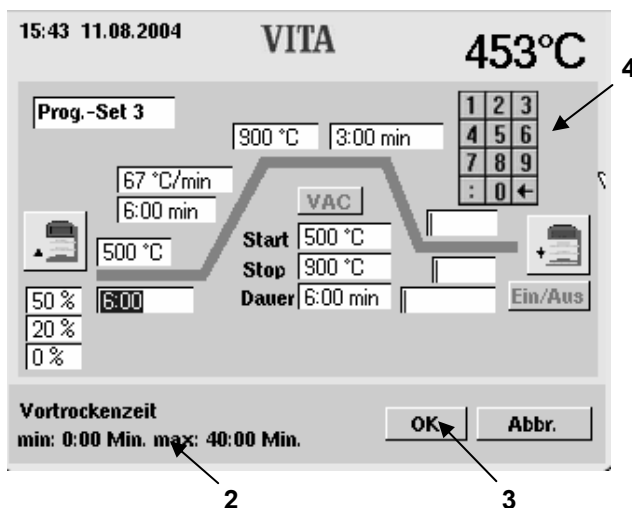 15:43 11.08.2004 VITA 453°C
4
Prog.-Set 3
1 2 3
4 5 6
7 8 9
: 0 ←
900 °C 3:00 min
67 °C/min
6:00 min
VAC
500 °C
Start 500 °C
Stop 900 °C
Dauer 6:00 min
Ein/Aus
50 % 6:00
20 %
0 %
Vortrockenzeit
min: 0:00 Min. max: 40:00 Min.
OK Abbr.
2 3